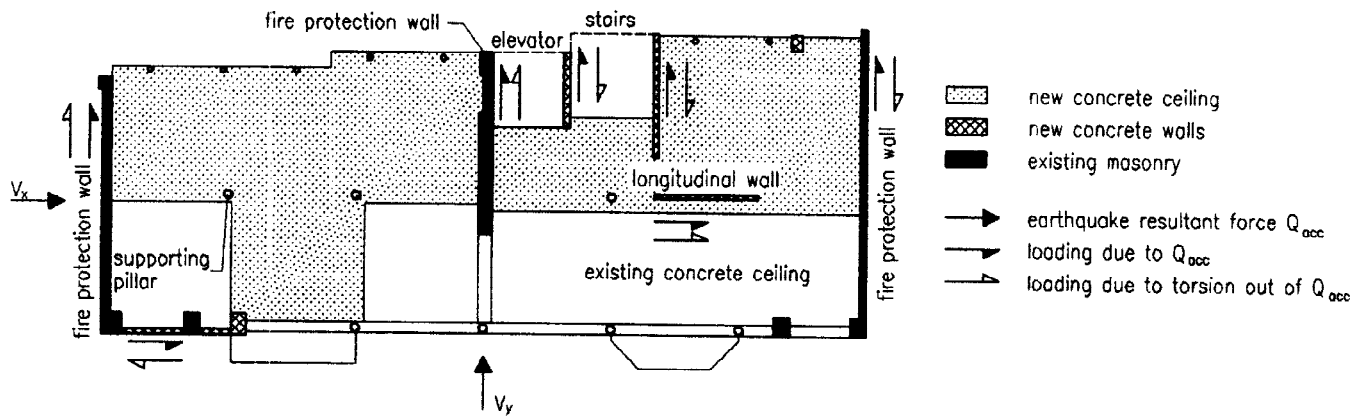 fire protection wall
elevator
stairs
fire protection wall
V_x
supporting
pillar
longitudinal wall
existing concrete ceiling
fire protection wall
V_y
new concrete ceiling
new concrete walls
existing masonry
earthquake resultant force Q_acc
loading due to Q_acc
loading due to torsion out of Q_acc